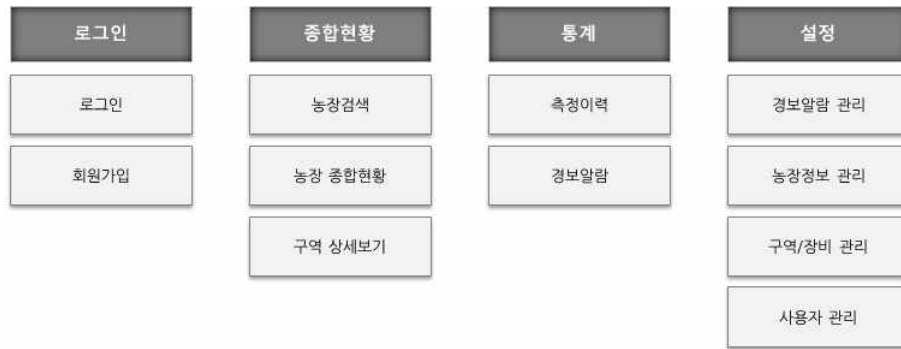 로그인
로그인
회원가입
종합현황
농장검색
농장 종합현황
구역 상세보기
통계
측정이력
경보알람
설정
경보알람 관리
농장정보 관리
구역/장비 관리
사용자 관리